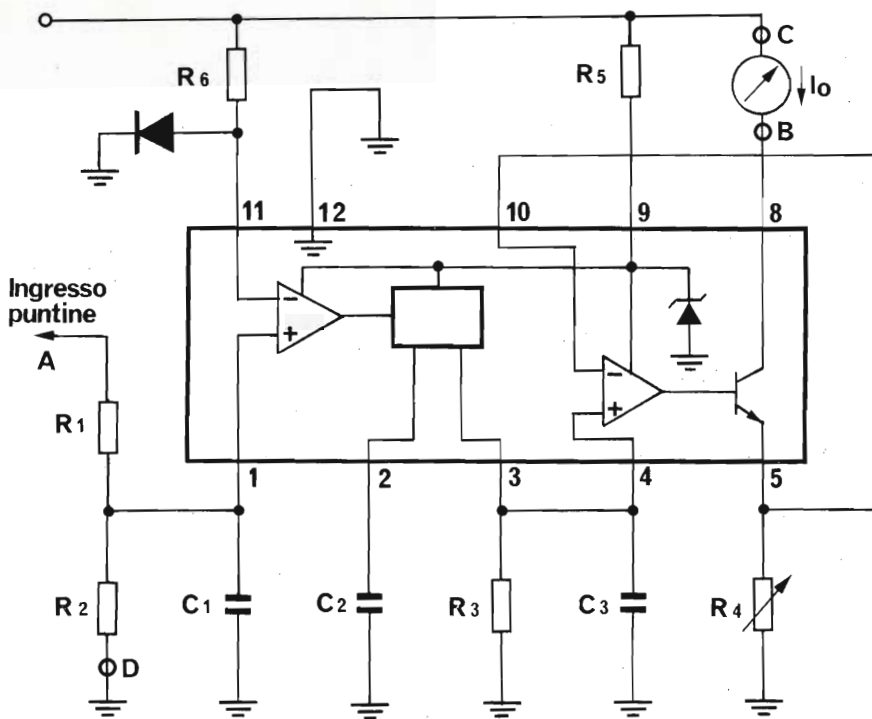 C
R6
R5
Io
B
11
12
10
9
8
Ingresso
puntine
A
−
+
−
+
R1
1
2
3
4
5
R2
C1
C2
R3
C3
R4
D